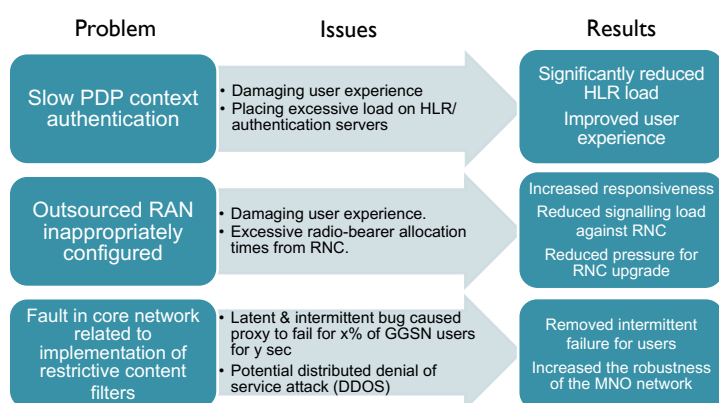 Problem
Issues
Results
Slow PDP context
authentication
• Damaging user experience
• Placing excessive load on HLR/
authentication servers
Significantly reduced
HLR load
Improved user
experience
Outsourced RAN
inappropriately
configured
• Damaging user experience.
• Excessive radio-bearer allocation
times from RNC.
Increased responsiveness
Reduced signalling load
against RNC
Reduced pressure for
RNC upgrade
Fault in core network
related to
implementation of
restrictive content
filters
• Latent & intermittent bug caused
proxy to fail for x% of GGSN users
for y sec
• Potential distributed denial of
service attack (DDOS)
Removed intermittent
failure for users
Increased the robustness
of the MNO network